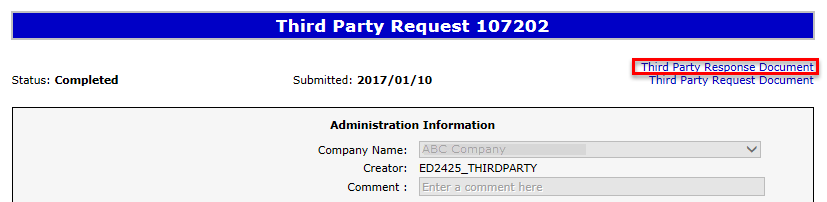 Third Party Request 107202
Third Party Response Document
Status: Completed Submitted: 2017/01/10 Third Party Request Document
Administration Information
Company Name: ABC Company
Creator: ED2425_THIRDPARTY
Comment : Enter a comment here